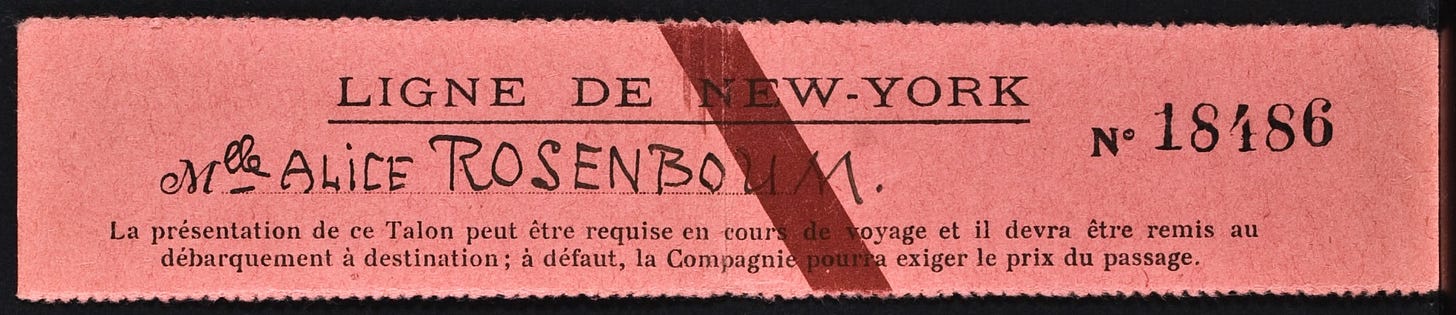 LIGNE DE NEW-YORK
N° 18486
Mlle ALICE ROSENBOUM.
La présentation de ce Talon peut être requise en cours de voyage et il devra être remis au
débarquement à destination; à défaut, la Compagnie pourra exiger le prix du passage.